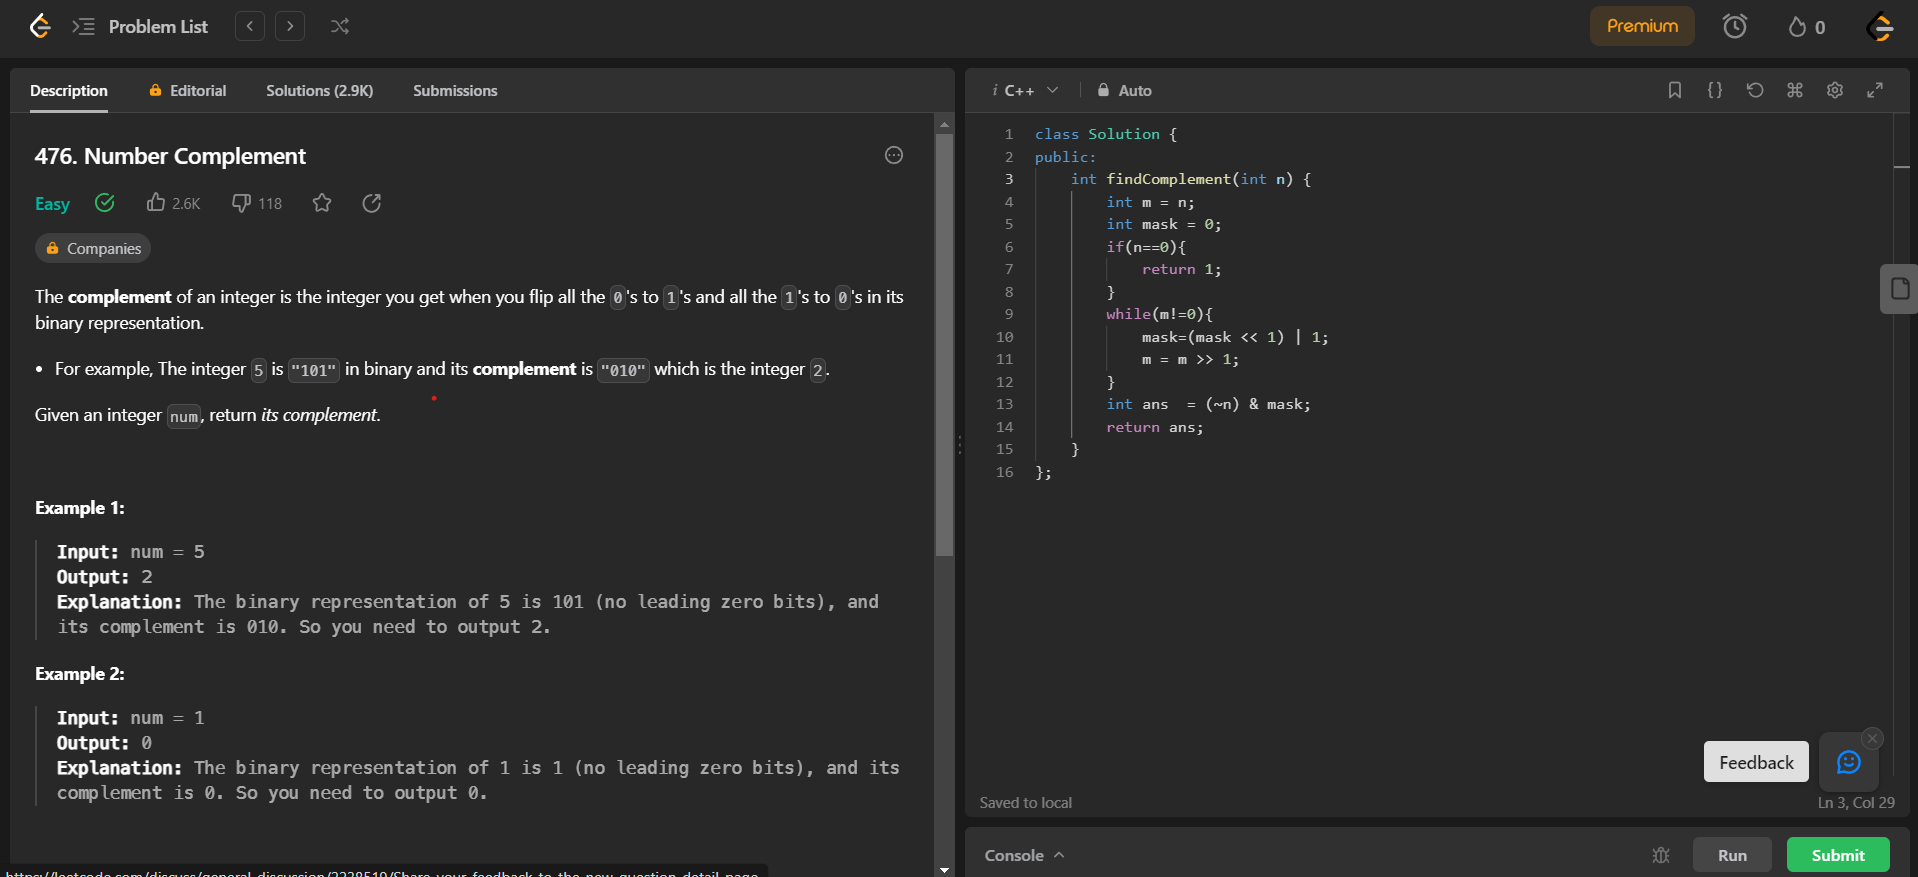 Problem List
Premium
0
Description
Editorial
Solutions (2.9K)
Submissions
476. Number Complement
Easy
2.6K
118
Companies
The complement of an integer is the integer you get when you flip all the 0's to 1's and all the 1's to 0's in its
binary representation.
• For example, The integer 5 is "101" in binary and its complement is "010" which is the integer 2.
Given an integer num, return its complement.
Example 1:
Input: num = 5
Output: 2
Explanation: The binary representation of 5 is 101 (no leading zero bits), and
its complement is 010. So you need to output 2.
Example 2:
Input: num = 1
Output: 0
Explanation: The binary representation of 1 is 1 (no leading zero bits), and its
complement is 0. So you need to output 0.
https://leetcode.com/discuss/general-discussion/2238519/Share-your-feedback-to-the-new-question-detail-page
i C++
Auto
1 class Solution {
2 public:
3     int findComplement(int n) {
4         int m = n;
5         int mask = 0;
6         if(n==0){
7             return 1;
8         }
9         while(m!=0){
10             mask=(mask << 1) | 1;
11             m = m >> 1;
12         }
13         int ans  = (~n) & mask;
14         return ans;
15     }
16 };
Feedback
Saved to local
Ln 3, Col 29
Console
Run
Submit